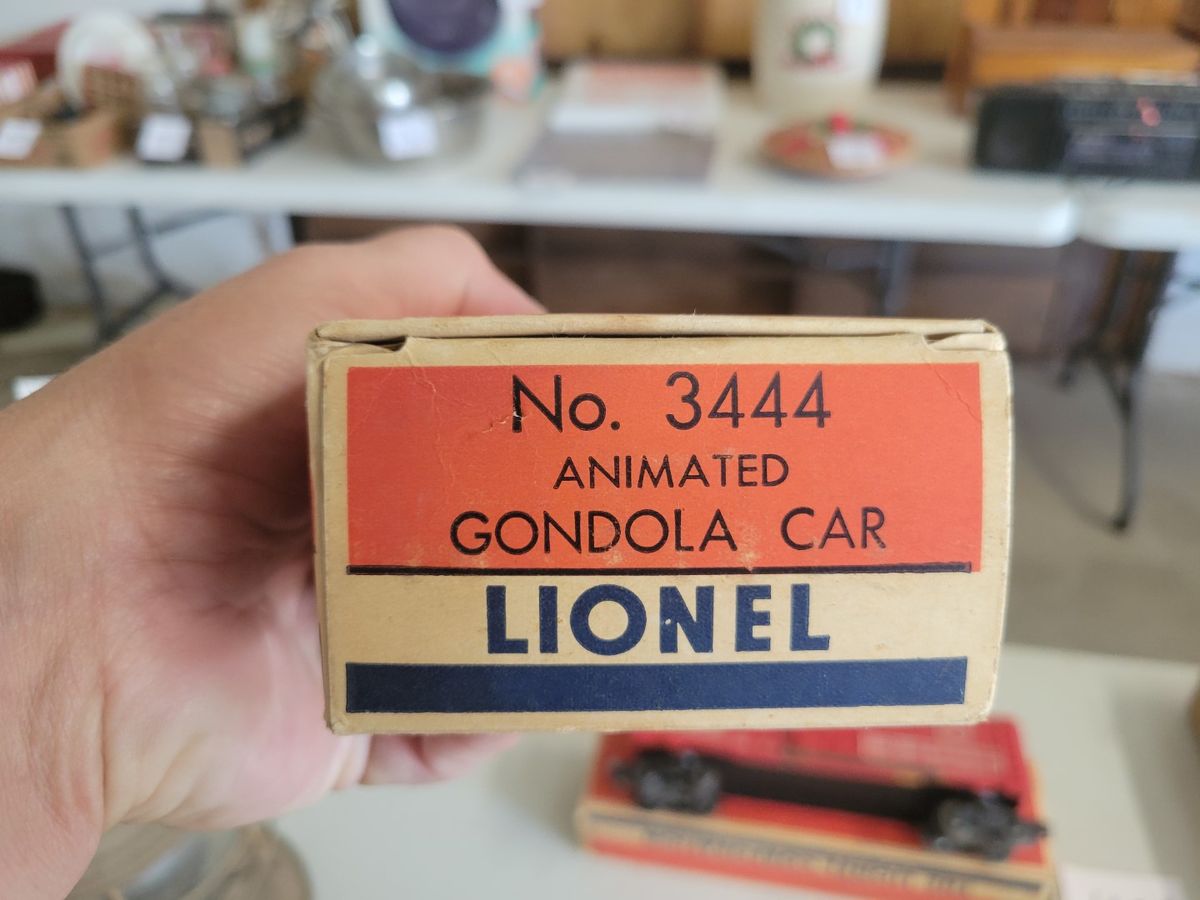 No. 3444
ANIMATED
GONDOLA CAR
LIONEL